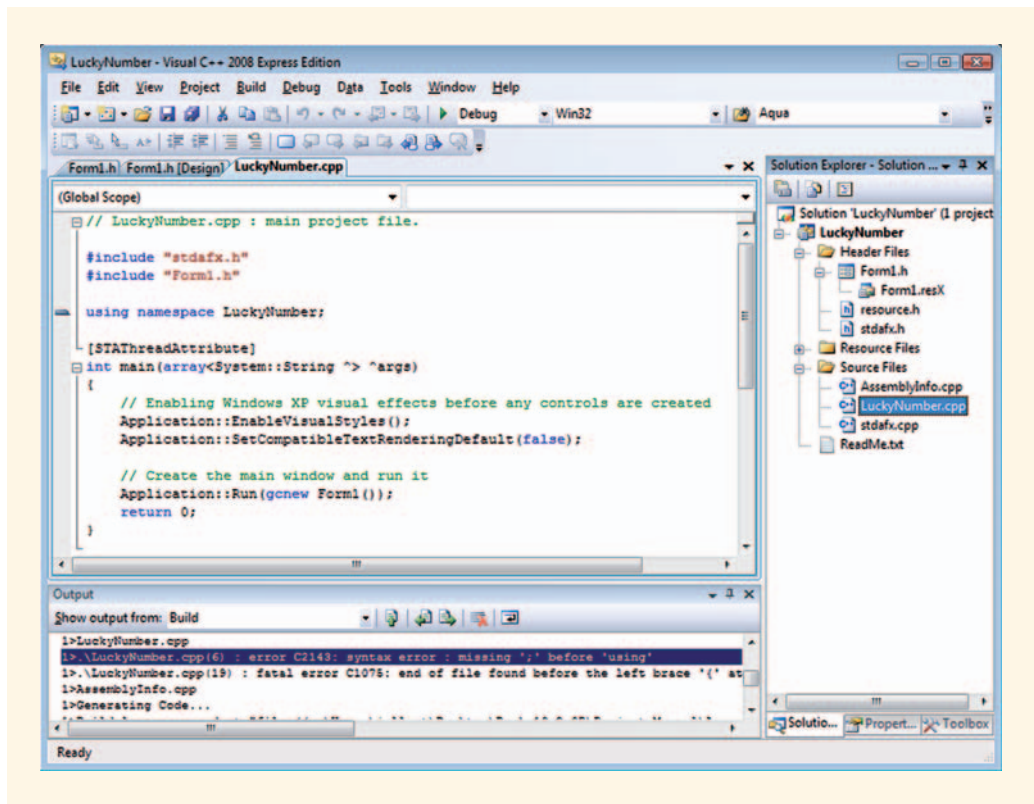 LuckyNumber - Visual C++ 2008 Express Edition
File Edit View Project Build Debug Data Tools Window Help
Debug Win32 Aqua
Form1.h Form1.h [Design] LuckyNumber.cpp
(Global Scope)
// LuckyNumber.cpp : main project file.
#include "stdafx.h"
#include "Form1.h"
using namespace LuckyNumber;
[STAThreadAttribute]
int main(array<System::String ^> ^args)
{
// Enabling Windows XP visual effects before any controls are created
Application::EnableVisualStyles();
Application::SetCompatibleTextRenderingDefault(false);
// Create the main window and run it
Application::Run(gcnew Form1());
return 0;
}
Solution Explorer - Solution ...
Solution 'LuckyNumber' (1 project
LuckyNumber
Header Files
Form1.h
Form1.resX
resource.h
stdafx.h
Resource Files
Source Files
AssemblyInfo.cpp
LuckyNumber.cpp
stdafx.cpp
ReadMe.txt
Solutio... Propert... Toolbox
Output
Show output from: Build
1>LuckyNumber.cpp
1>.\LuckyNumber.cpp(6) : error C2143: syntax error : missing ';' before 'using'
1>.\LuckyNumber.cpp(19) : fatal error C1075: end of file found before the left brace '{' at
1>AssemblyInfo.cpp
1>Generating Code...
Ready